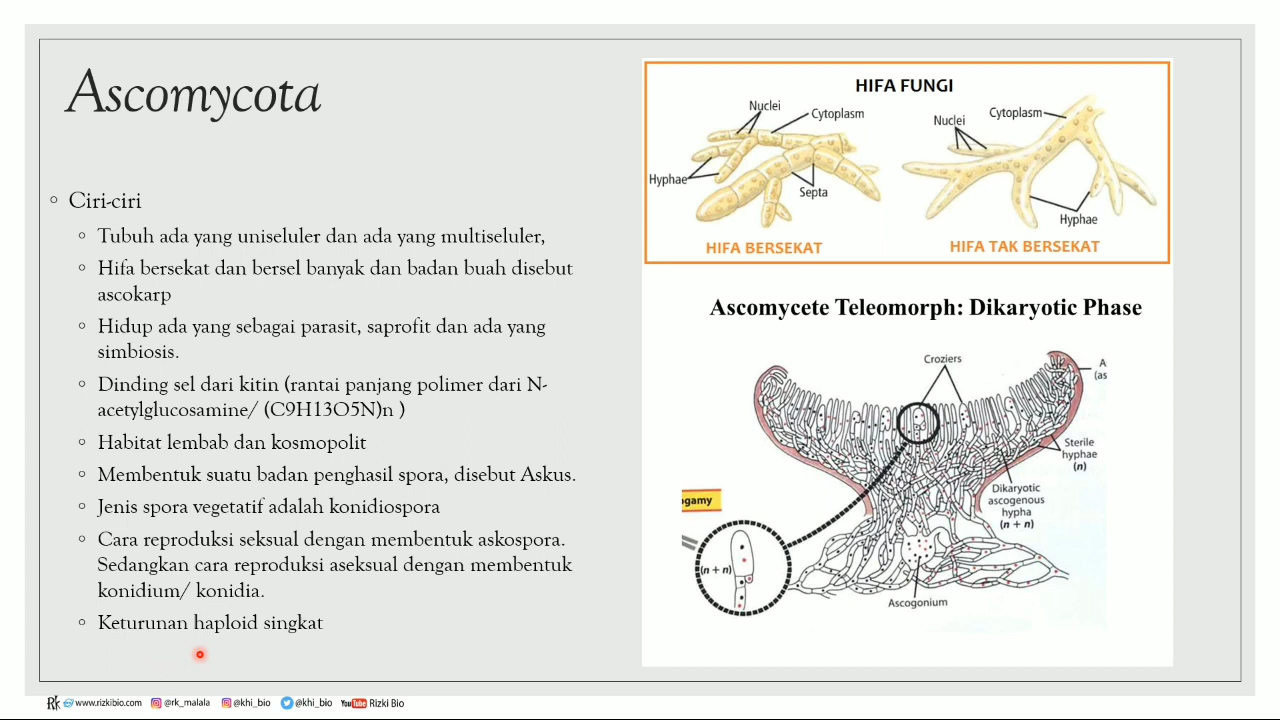 Ascomycota
Ciri-ciri
Tubuh ada yang uniseluler dan ada yang multiseluler,
Hifa bersekat dan bersel banyak dan badan buah disebut
ascokarp
Hidup ada yang sebagai parasit, saprofit dan ada yang
simbiosis.
Dinding sel dari kitin (rantai panjang polimer dari N-
acetylglucosamine/ (C9H13O5N)n )
Habitat lembab dan kosmopolit
Membentuk suatu badan penghasil spora, disebut Askus.
Jenis spora vegetatif adalah konidiospora
Cara reproduksi seksual dengan membentuk askospora.
Sedangkan cara reproduksi aseksual dengan membentuk
konidium/ konidia.
Keturunan haploid singkat
HIFA FUNGI
Nuclei
Cytoplasm
Hyphae
Septa
HIFA BERSEKAT
Nuclei
Cytoplasm
Hyphae
HIFA TAK BERSEKAT
Ascomycete Teleomorph: Dikaryotic Phase
Croziers
A
(as
Sterile
hyphae
(n)
Dikaryotic
ascogenous
hypha
(n + n)
ogamy
(n + n)
Ascogonium
Rk www.rizkibio.com @rk_malala @khi_bio @khi_bio YouTube Rizki Bio